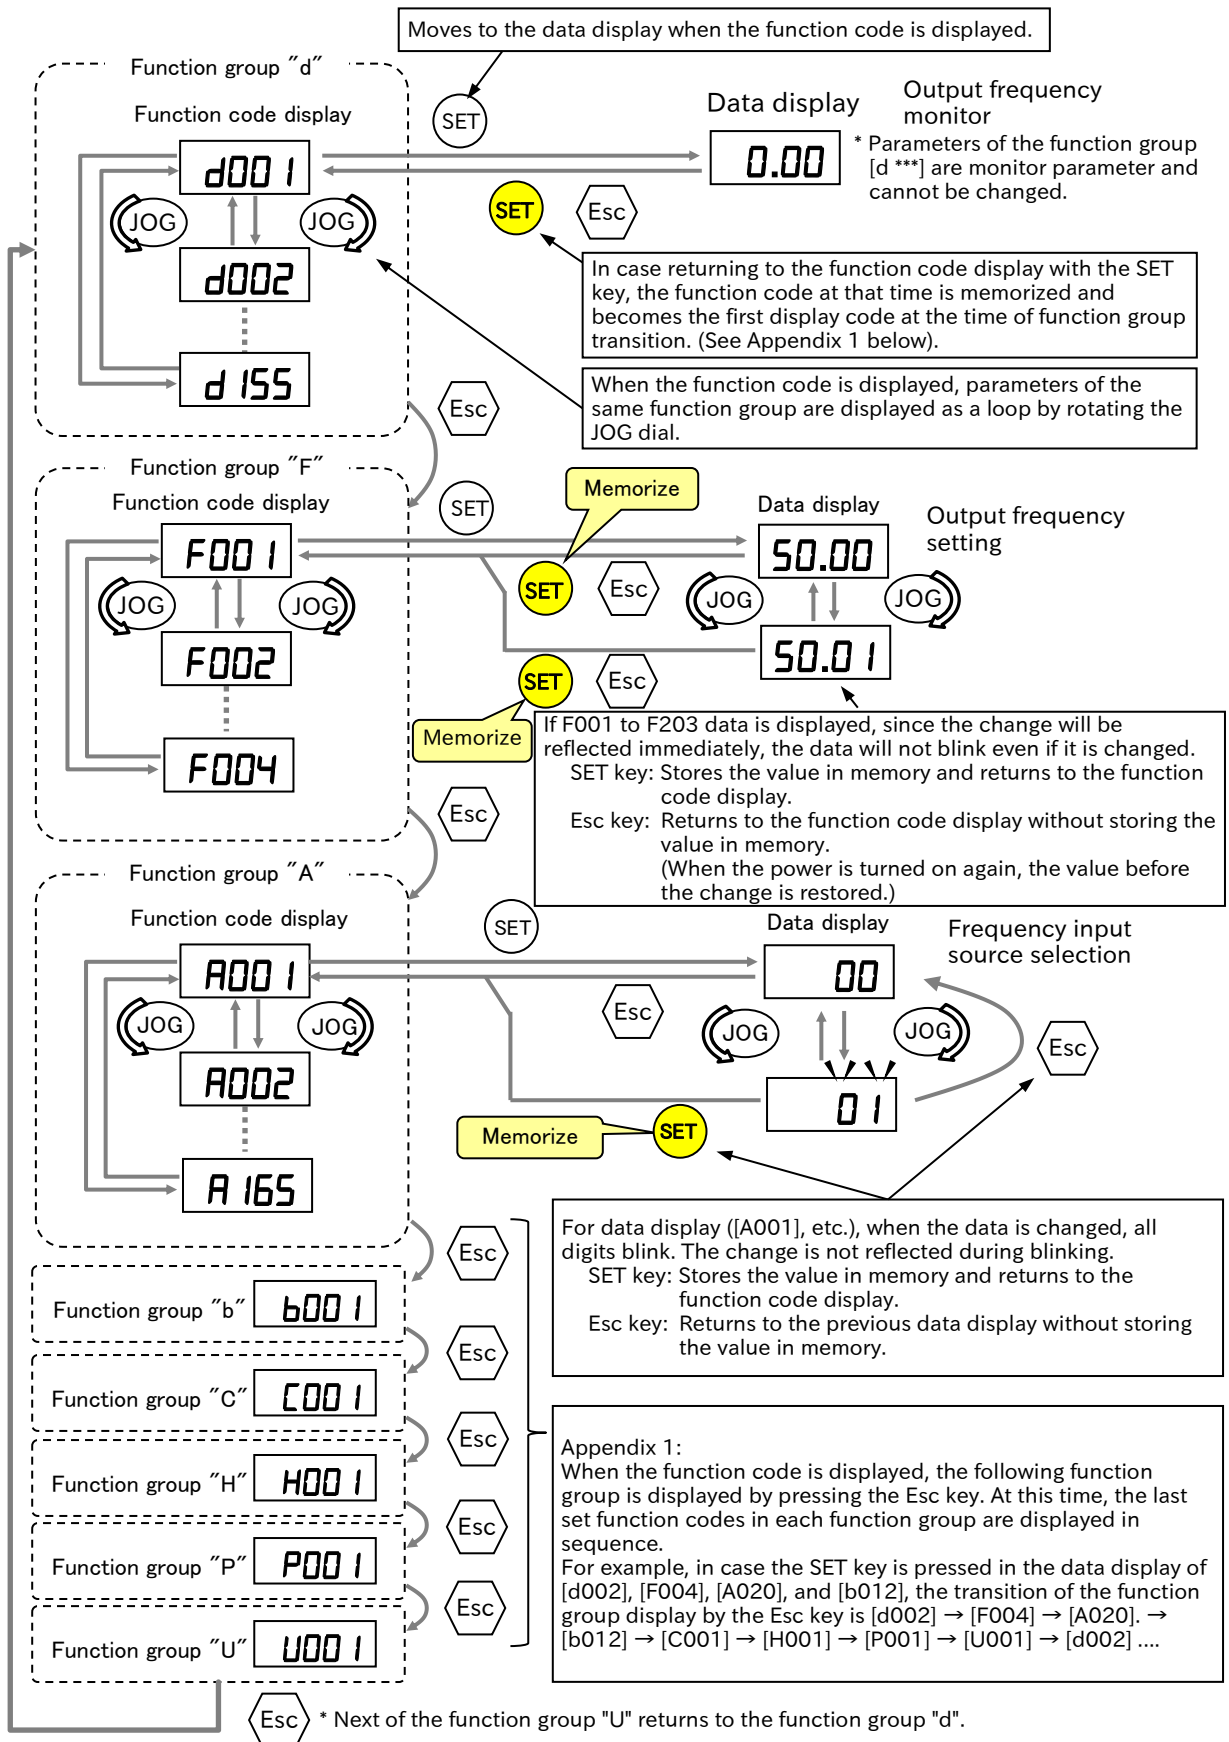 Moves to the data display when the function code is displayed.
Function group "d"
Function code display
SET
Data display
Output frequency
monitor
d001
0.00
* Parameters of the function group
[d ***] are monitor parameter and
cannot be changed.
JOG
JOG
SET
Esc
d002
In case returning to the function code display with the SET
key, the function code at that time is memorized and
becomes the first display code at the time of function group
transition. (See Appendix 1 below).
d155
When the function code is displayed, parameters of the
same function group are displayed as a loop by rotating the
JOG dial.
Esc
Function group "F"
Function code display
SET
Memorize
Data display
Output frequency
setting
F001
50.00
JOG
JOG
SET
Esc
JOG
JOG
F002
50.01
SET
Esc
Memorize
F004
If F001 to F203 data is displayed, since the change will be
reflected immediately, the data will not blink even if it is changed.
SET key: Stores the value in memory and returns to the function
code display.
Esc key: Returns to the function code display without storing the
value in memory.
(When the power is turned on again, the value before
the change is restored.)
Esc
Function group "A"
Function code display
SET
Data display
Frequency input
source selection
A001
00
JOG
JOG
Esc
JOG
JOG
Esc
A002
01
Memorize
SET
A165
For data display ([A001], etc.), when the data is changed, all
digits blink. The change is not reflected during blinking.
SET key: Stores the value in memory and returns to the
function code display.
Esc key: Returns to the previous data display without storing
the value in memory.
Esc
Function group "b"
b001
Esc
Function group "C"
C001
Esc
Function group "H"
H001
Esc
Function group "P"
P001
Esc
Function group "U"
U001
Appendix 1:
When the function code is displayed, the following function
group is displayed by pressing the Esc key. At this time, the last
set function codes in each function group are displayed in
sequence.
For example, in case the SET key is pressed in the data display of
[d002], [F004], [A020], and [b012], the transition of the function
group display by the Esc key is [d002] → [F004] → [A020]. →
[b012] → [C001] → [H001] → [P001] → [U001] → [d002] ....
Esc
* Next of the function group "U" returns to the function group "d".